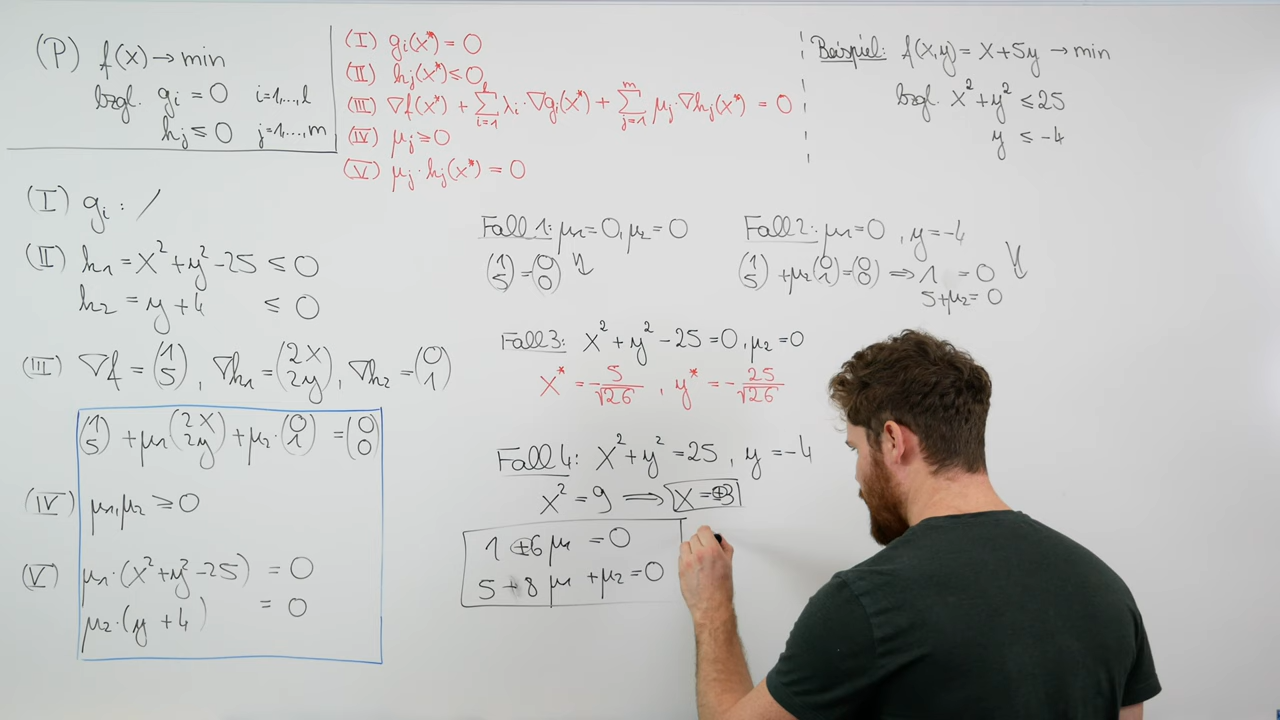 (P) f(x) → min
bzgl. gᵢ = 0 i=1,...,l
hⱼ ≤ 0 j=1,...,m
(I) gᵢ(x*) = 0
(II) hⱼ(x*) ≤ 0
(III) ∇f(x*) + ∑ᵢ₌₁ˡ λᵢ·∇gᵢ(x*) + ∑ⱼ₌₁ᵐ μⱼ·∇hⱼ(x*) = 0
(IV) μⱼ ≥ 0
(V) μⱼ·hⱼ(x*) = 0
Beispiel: f(x,y) = x+5y → min
bzgl. x²+y² ≤ 25
y ≤ -4
(I) gᵢ : /
(II) h₁ = x²+y²-25 ≤ 0
h₂ = y+4 ≤ 0
(III) ∇f = (1 5), ∇h₁ = (2x 2y), ∇h₂ = (0 1)
(1 5) + μ₁(2x 2y) + μ₂·(0 1) = (0 0)
(IV) μ₁,μ₂ ≥ 0
(V) μ₁·(x²+y²-25) = 0
μ₂·(y+4) = 0
Fall 1: μ₁=0, μ₂=0
(1 5) = (0 0) ↯
Fall 2: μ₁=0, y=-4
(1 5) + μ₂(0 1) = (0 0) ⇒ 1 = 0 ↯
5+μ₂ = 0
Fall 3: x²+y²-25 = 0, μ₂=0
x* = -5/√26, y* = -25/√26
Fall 4: x²+y² = 25, y = -4
x² = 9 ⟹ x = ±3
1 ± 6μ₁ = 0
5 - 8μ₁ + μ₂ = 0